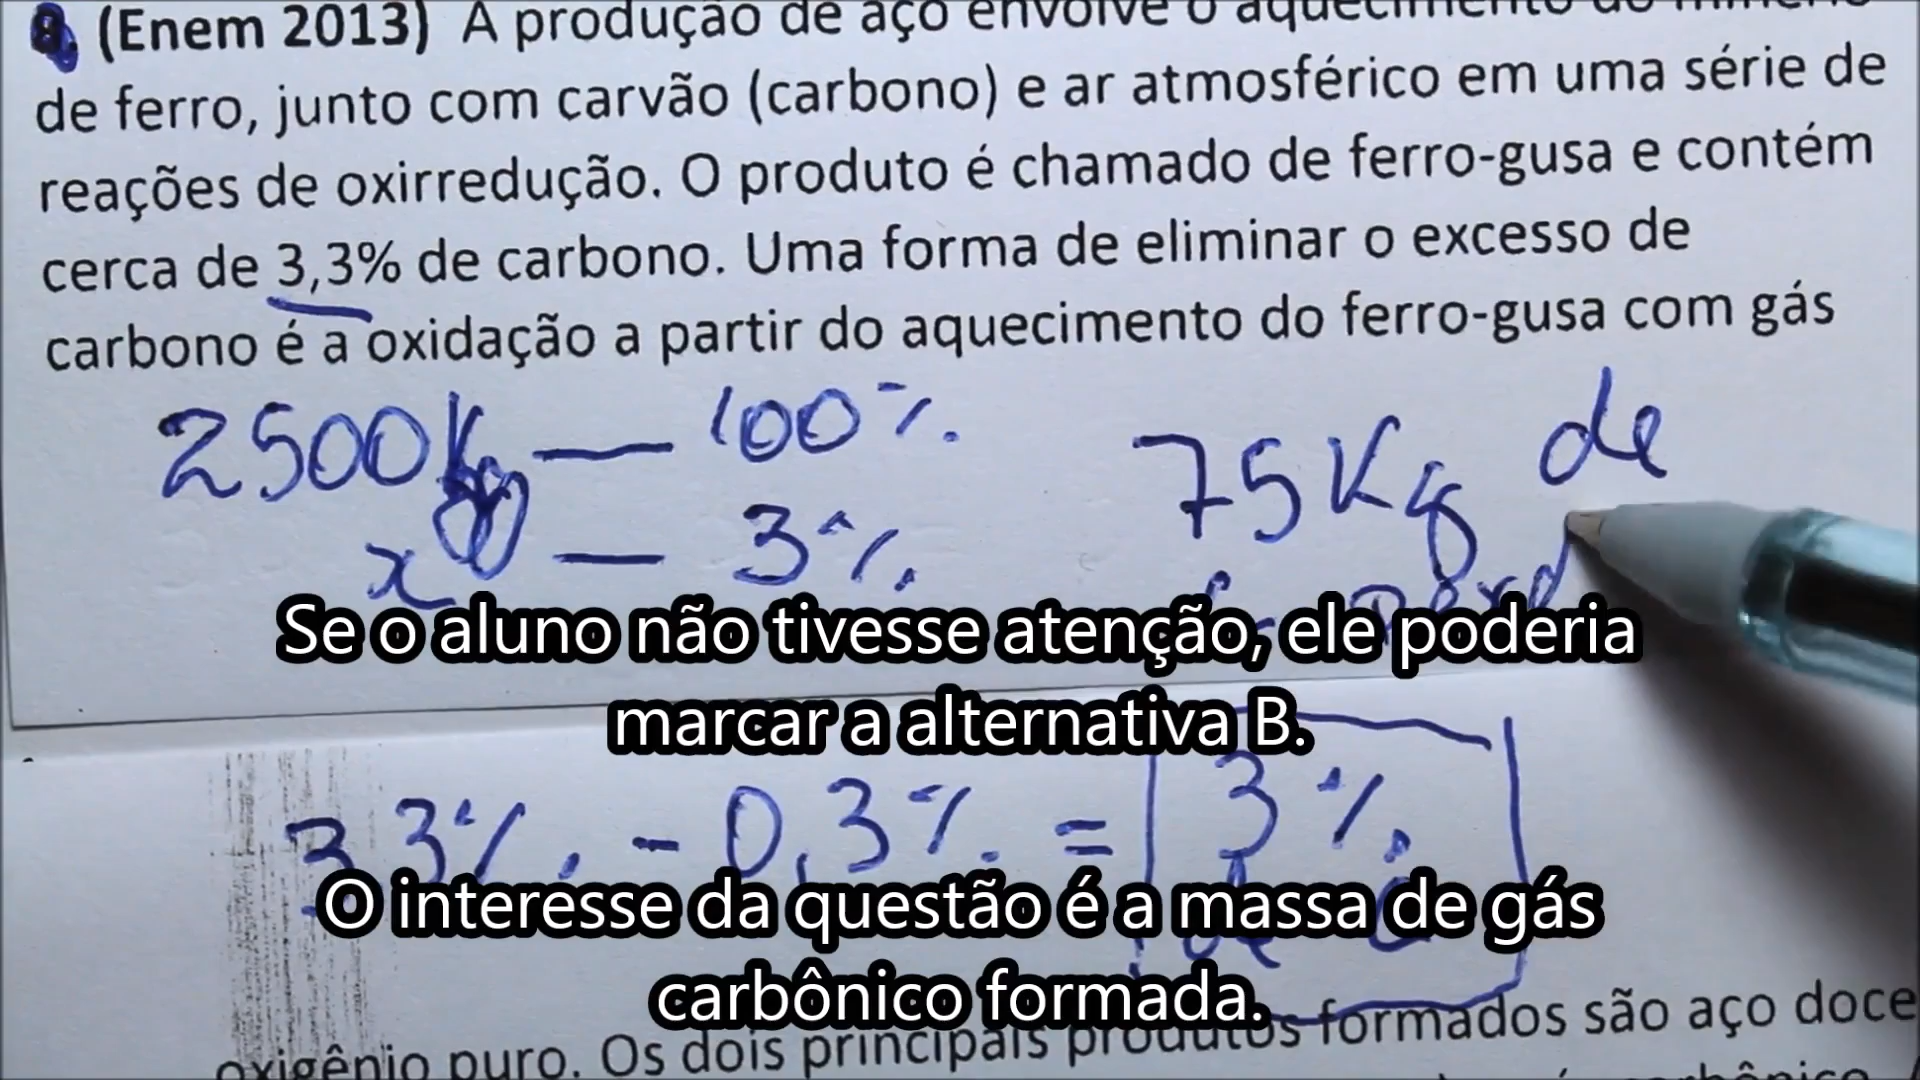 8. (Enem 2013) A produção de aço envolve o aquecimento do minério
de ferro, junto com carvão (carbono) e ar atmosférico em uma série de
reações de oxirredução. O produto é chamado de ferro-gusa e contém
cerca de 3,3% de carbono. Uma forma de eliminar o excesso de
carbono é a oxidação a partir do aquecimento do ferro-gusa com gás
2500Kg — 100%
x — 3%
75Kg de
Se o aluno não tivesse atenção, ele poderia
marcar a alternativa B.
3,3% - 0,3% = 3%
de C
O interesse da questão é a massa de gás
carbônico formada.
oxigênio puro. Os dois principais produtos formados são aço doce